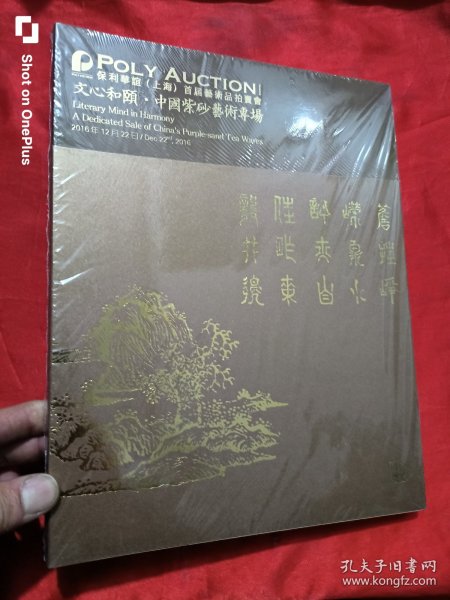 Shot on OnePlus
POLY AUCTION
保利華誼（上海）首屆藝術品拍賣會
文心和頤·中國紫砂藝術專場
Literary Mind in Harmony
A Dedicated Sale of China's Purple-sand Tea Wares
2016年12月22日/Dec 22nd, 2016
孔夫子旧书网
www.kongfz.com